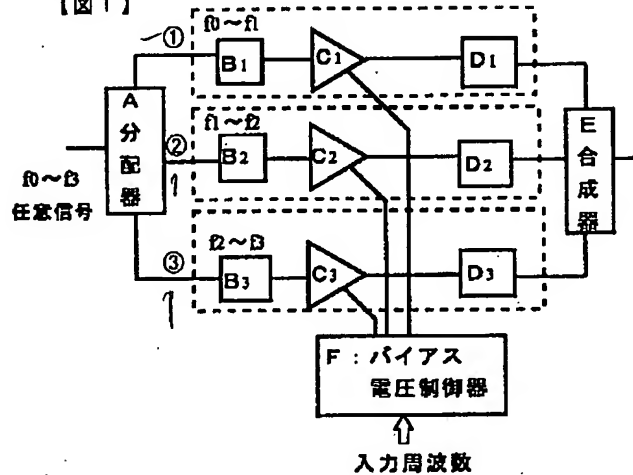 【図1】
① f0~f1
B1 C1 D1
A分配器
② f1~f2
B2 C2 D2
E合成器
f0~f3
任意信号
③ f2~f3
B3 C3 D3
F：バイアス
電圧制御器
入力周波数